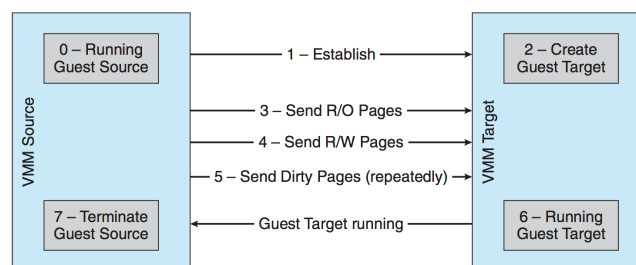 0 – Running
Guest Source
1 – Establish
2 – Create
Guest Target
VMM Source
3 – Send R/O Pages
4 – Send R/W Pages
5 – Send Dirty Pages (repeatedly)
VMM Target
7 – Terminate
Guest Source
Guest Target running
6 – Running
Guest Target